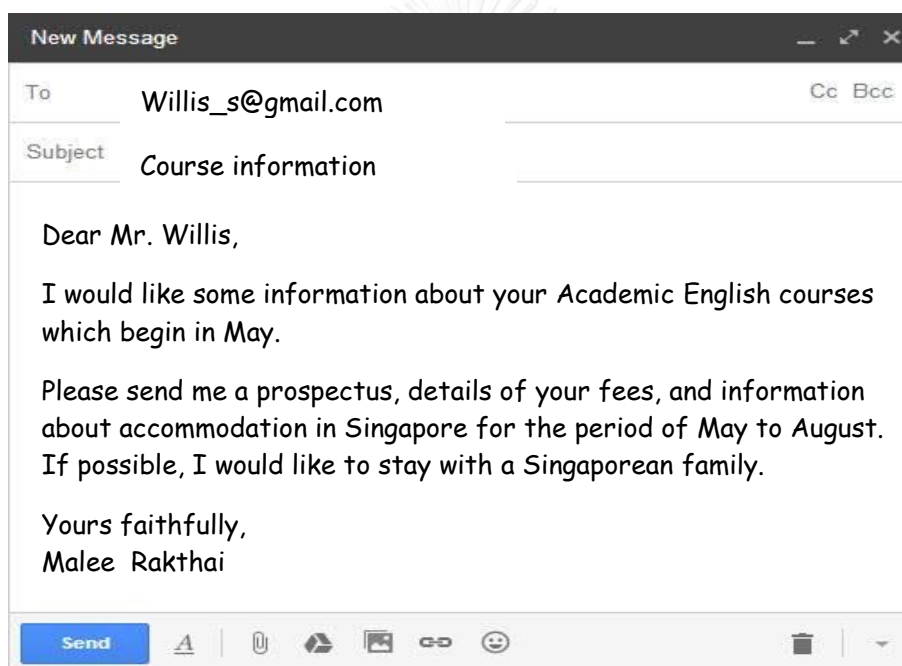 New Message
To Willis_s@gmail.com Cc Bcc
Subject Course information
Dear Mr. Willis,
I would like some information about your Academic English courses
which begin in May.
Please send me a prospectus, details of your fees, and information
about accommodation in Singapore for the period of May to August.
If possible, I would like to stay with a Singaporean family.
Yours faithfully,
Malee Rakthai
Send A